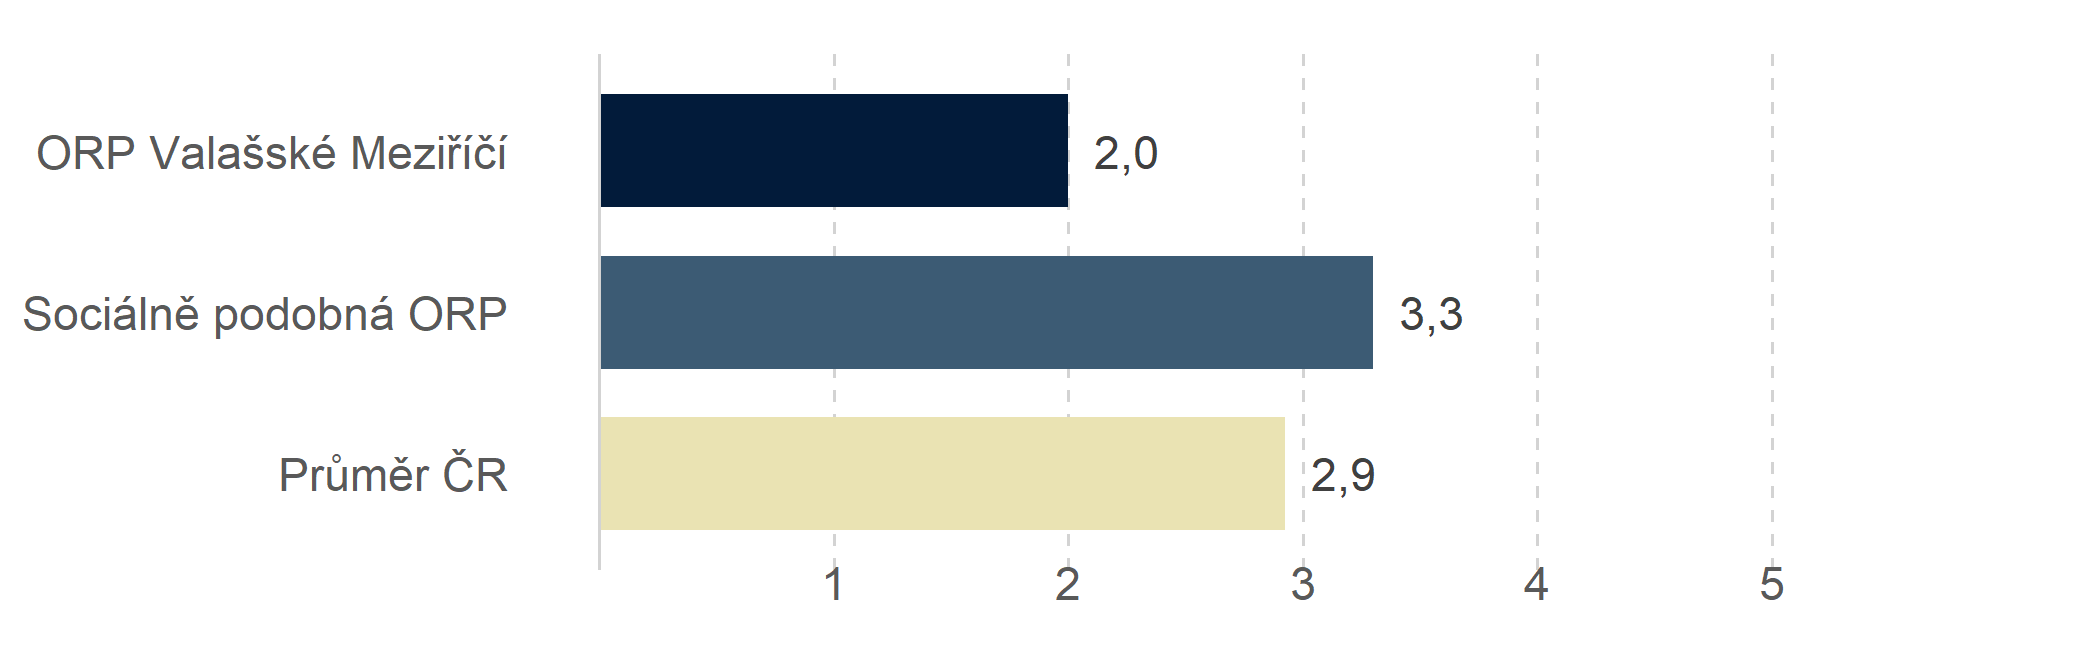 ORP Valašské Meziříčí
2,0
Sociálně podobná ORP
3,3
Průměr ČR
2,9
1 2 3 4 5